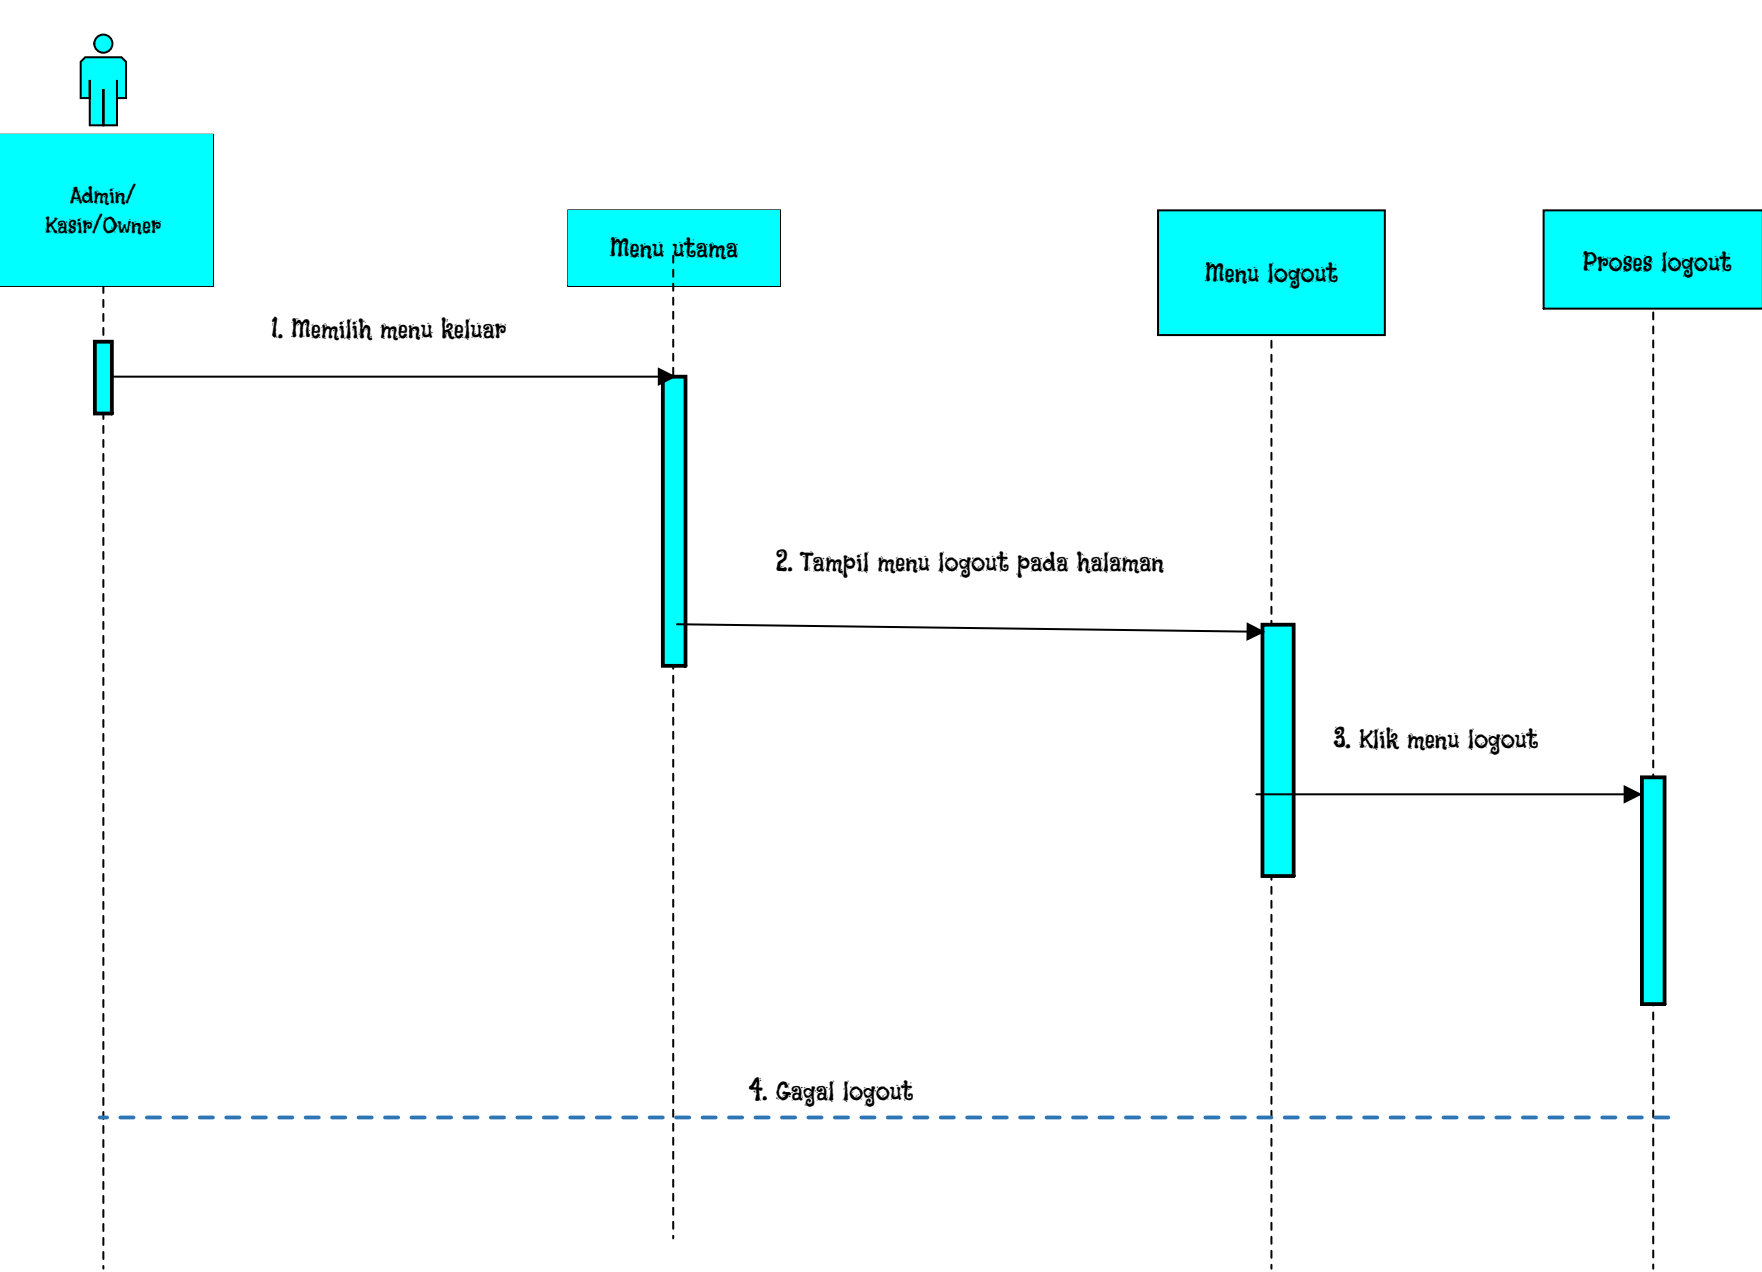 Admin/
Kasir/Owner
Menu utama
Menu logout
Proses logout
1. Memilih menu keluar
2. Tampil menu logout pada halaman
3. Klik menu logout
4. Gagal logout